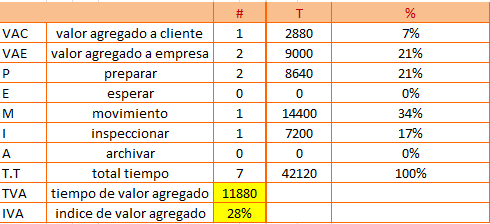 # T %
VAC valor agregado a cliente 1 2880 7%
VAE valor agregado a empresa 2 9000 21%
P preparar 2 8640 21%
E esperar 0 0 0%
M movimiento 1 14400 34%
I inspeccionar 1 7200 17%
A archivar 0 0 0%
T.T total tiempo 7 42120 100%
TVA tiempo de valor agregado 11880
IVA indice de valor agregado 28%